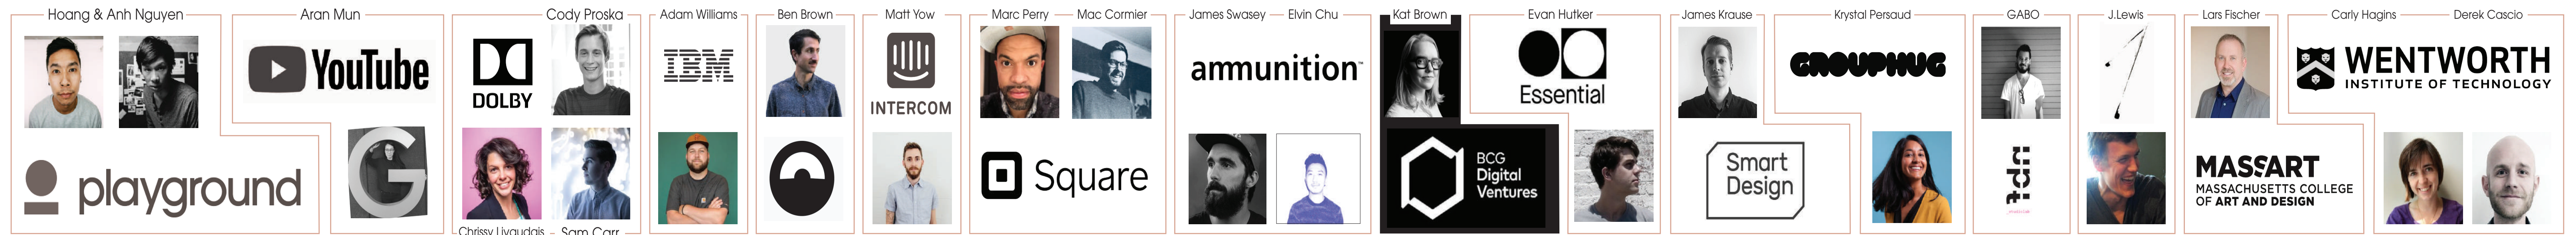 Hoang & Anh Nguyen
playground
Aran Mun
YouTube
G
Cody Proska
DOLBY
Chrissy Livaudais
Sam Carr
Adam Williams
IBM
Ben Brown
Matt Yow
INTERCOM
Marc Perry
Mac Cormier
Square
James Swasey
Elvin Chu
ammunition™
Kat Brown
BCG
Digital
Ventures
Evan Hutker
Essential
James Krause
Smart
Design
Krystal Persaud
GROUPHUG
GABO
J.Lewis
Lars Fischer
MASSART
MASSACHUSETTS COLLEGE
OF ART AND DESIGN
Carly Hagins
Derek Cascio
WENTWORTH
INSTITUTE OF TECHNOLOGY